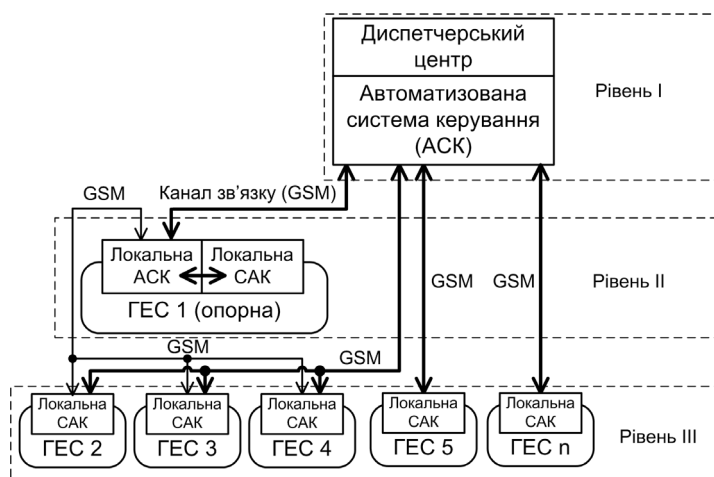 Диспетчерський
центр
Автоматизована
система керування
(АСК)
Рівень I
GSM
Канал зв'язку (GSM)
Локальна
АСК
Локальна
САК
ГЕС 1 (опорна)
GSM
GSM
Рівень II
GSM
GSM
Локальна
САК
ГЕС 2
Локальна
САК
ГЕС 3
Локальна
САК
ГЕС 4
Локальна
САК
ГЕС 5
Локальна
САК
ГЕС n
Рівень III